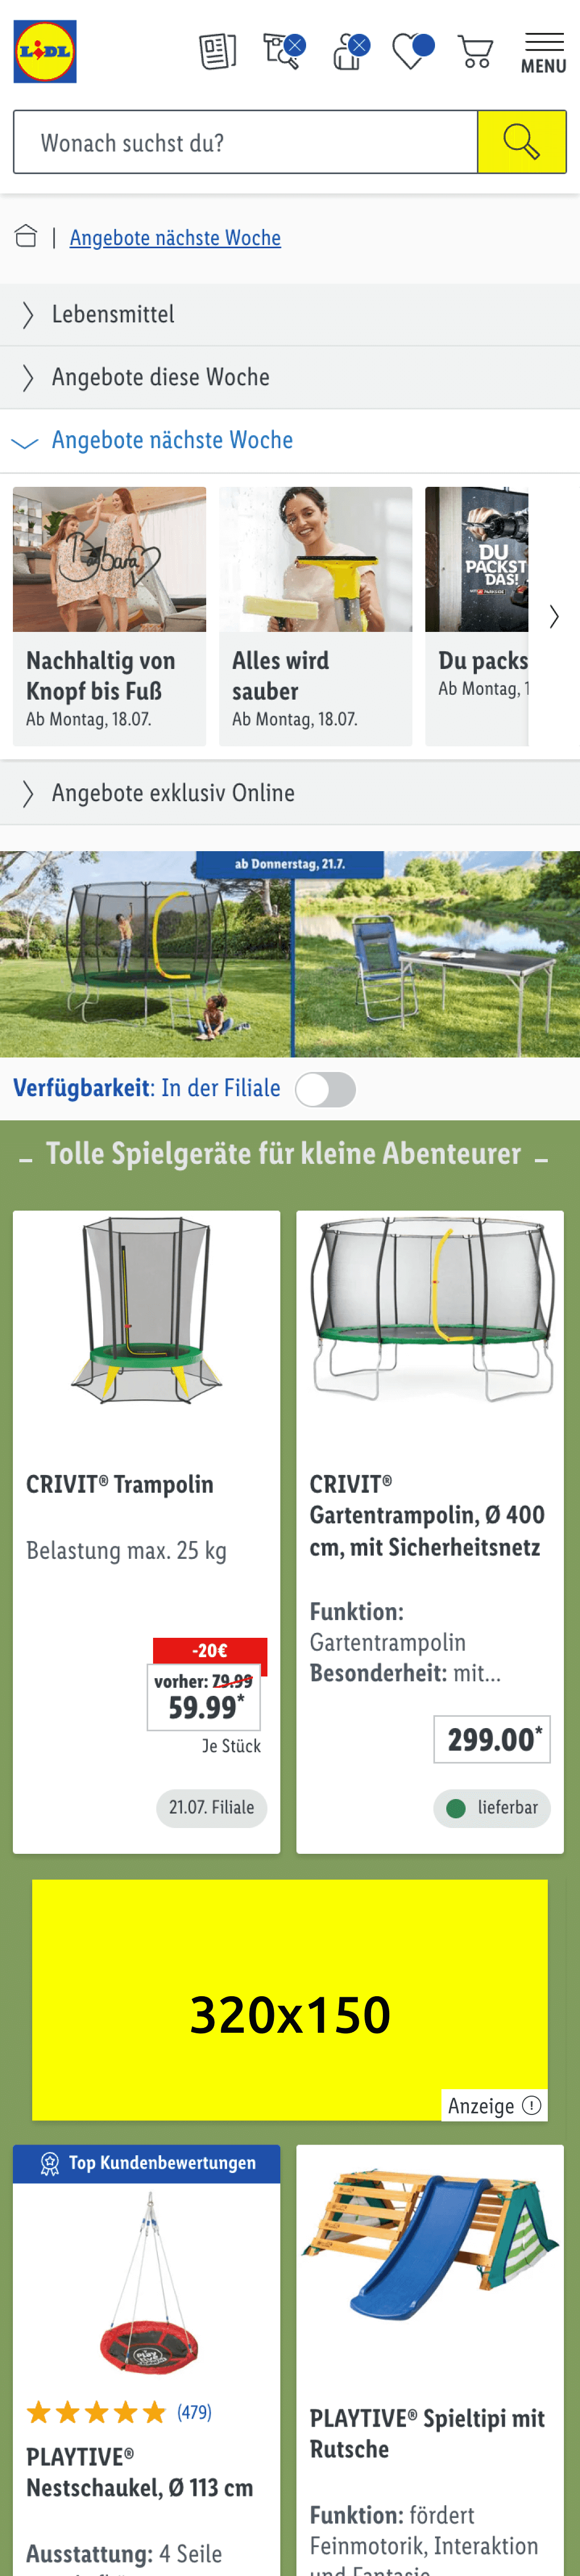 LIDL
MENU
Wonach suchst du?
| Angebote nächste Woche
Lebensmittel
Angebote diese Woche
Angebote nächste Woche
Barbara
DU
PACKST
DAS!
PARKSIDE
Nachhaltig von
Knopf bis Fuß
Ab Montag, 18.07.
Alles wird
sauber
Ab Montag, 18.07.
Du packs
Ab Montag, 1
Angebote exklusiv Online
ab Donnerstag, 21.7.
Verfügbarkeit: In der Filiale
– Tolle Spielgeräte für kleine Abenteurer –
CRIVIT® Trampolin
Belastung max. 25 kg
-20€
vorher: 79.99
59.99*
Je Stück
21.07. Filiale
CRIVIT®
Gartentrampolin, Ø 400
cm, mit Sicherheitsnetz
Funktion:
Gartentrampolin
Besonderheit: mit...
299.00*
lieferbar
320x150
Anzeige
Top Kundenbewertungen
PLAYTIVE
(479)
PLAYTIVE®
Nestschaukel, Ø 113 cm
Ausstattung: 4 Seile
PLAYTIVE® Spieltipi mit
Rutsche
Funktion: fördert
Feinmotorik, Interaktion
und Fantasie